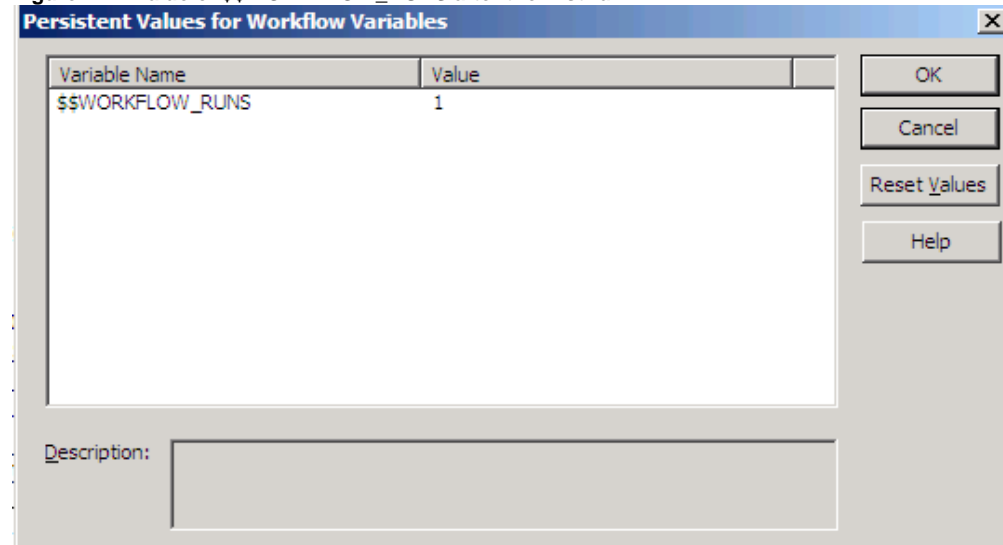 Persistent Values for Workflow Variables
Variable Name Value
$$WORKFLOW_RUNS 1
OK
Cancel
Reset Values
Help
Description: